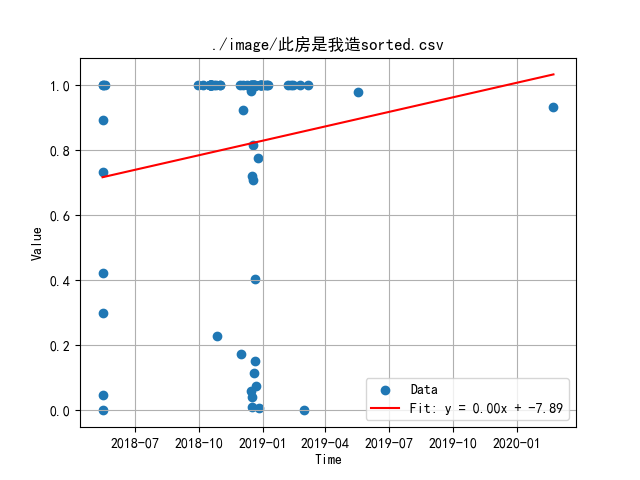 ./image/此房是我造sorted.csv
Value
1.0
0.8
0.6
0.4
0.2
0.0
Data
Fit: y = 0.00x + -7.89
2018-07 2018-10 2019-01 2019-04 2019-07 2019-10 2020-01
Time